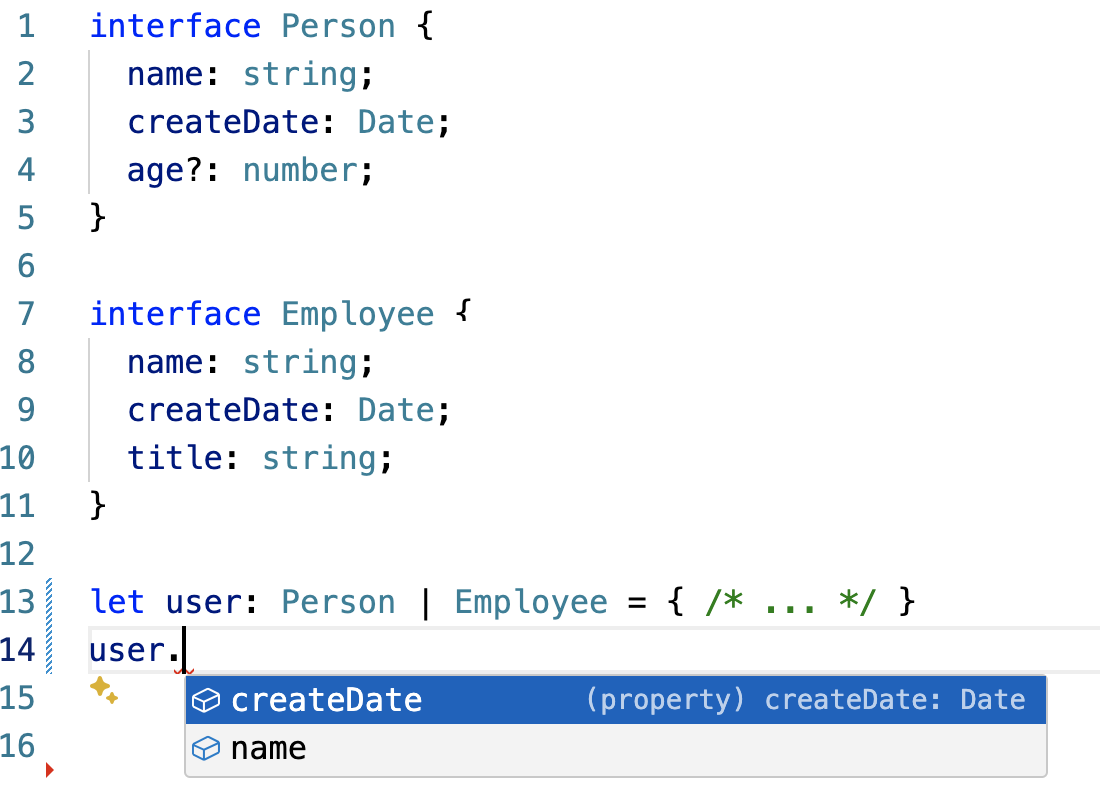 1 interface Person {
2 name: string;
3 createDate: Date;
4 age?: number;
5 }
6
7 interface Employee {
8 name: string;
9 createDate: Date;
10 title: string;
11 }
12
13 let user: Person | Employee = { /* ... */ }
14 user.
15 createDate (property) createDate: Date
16 name